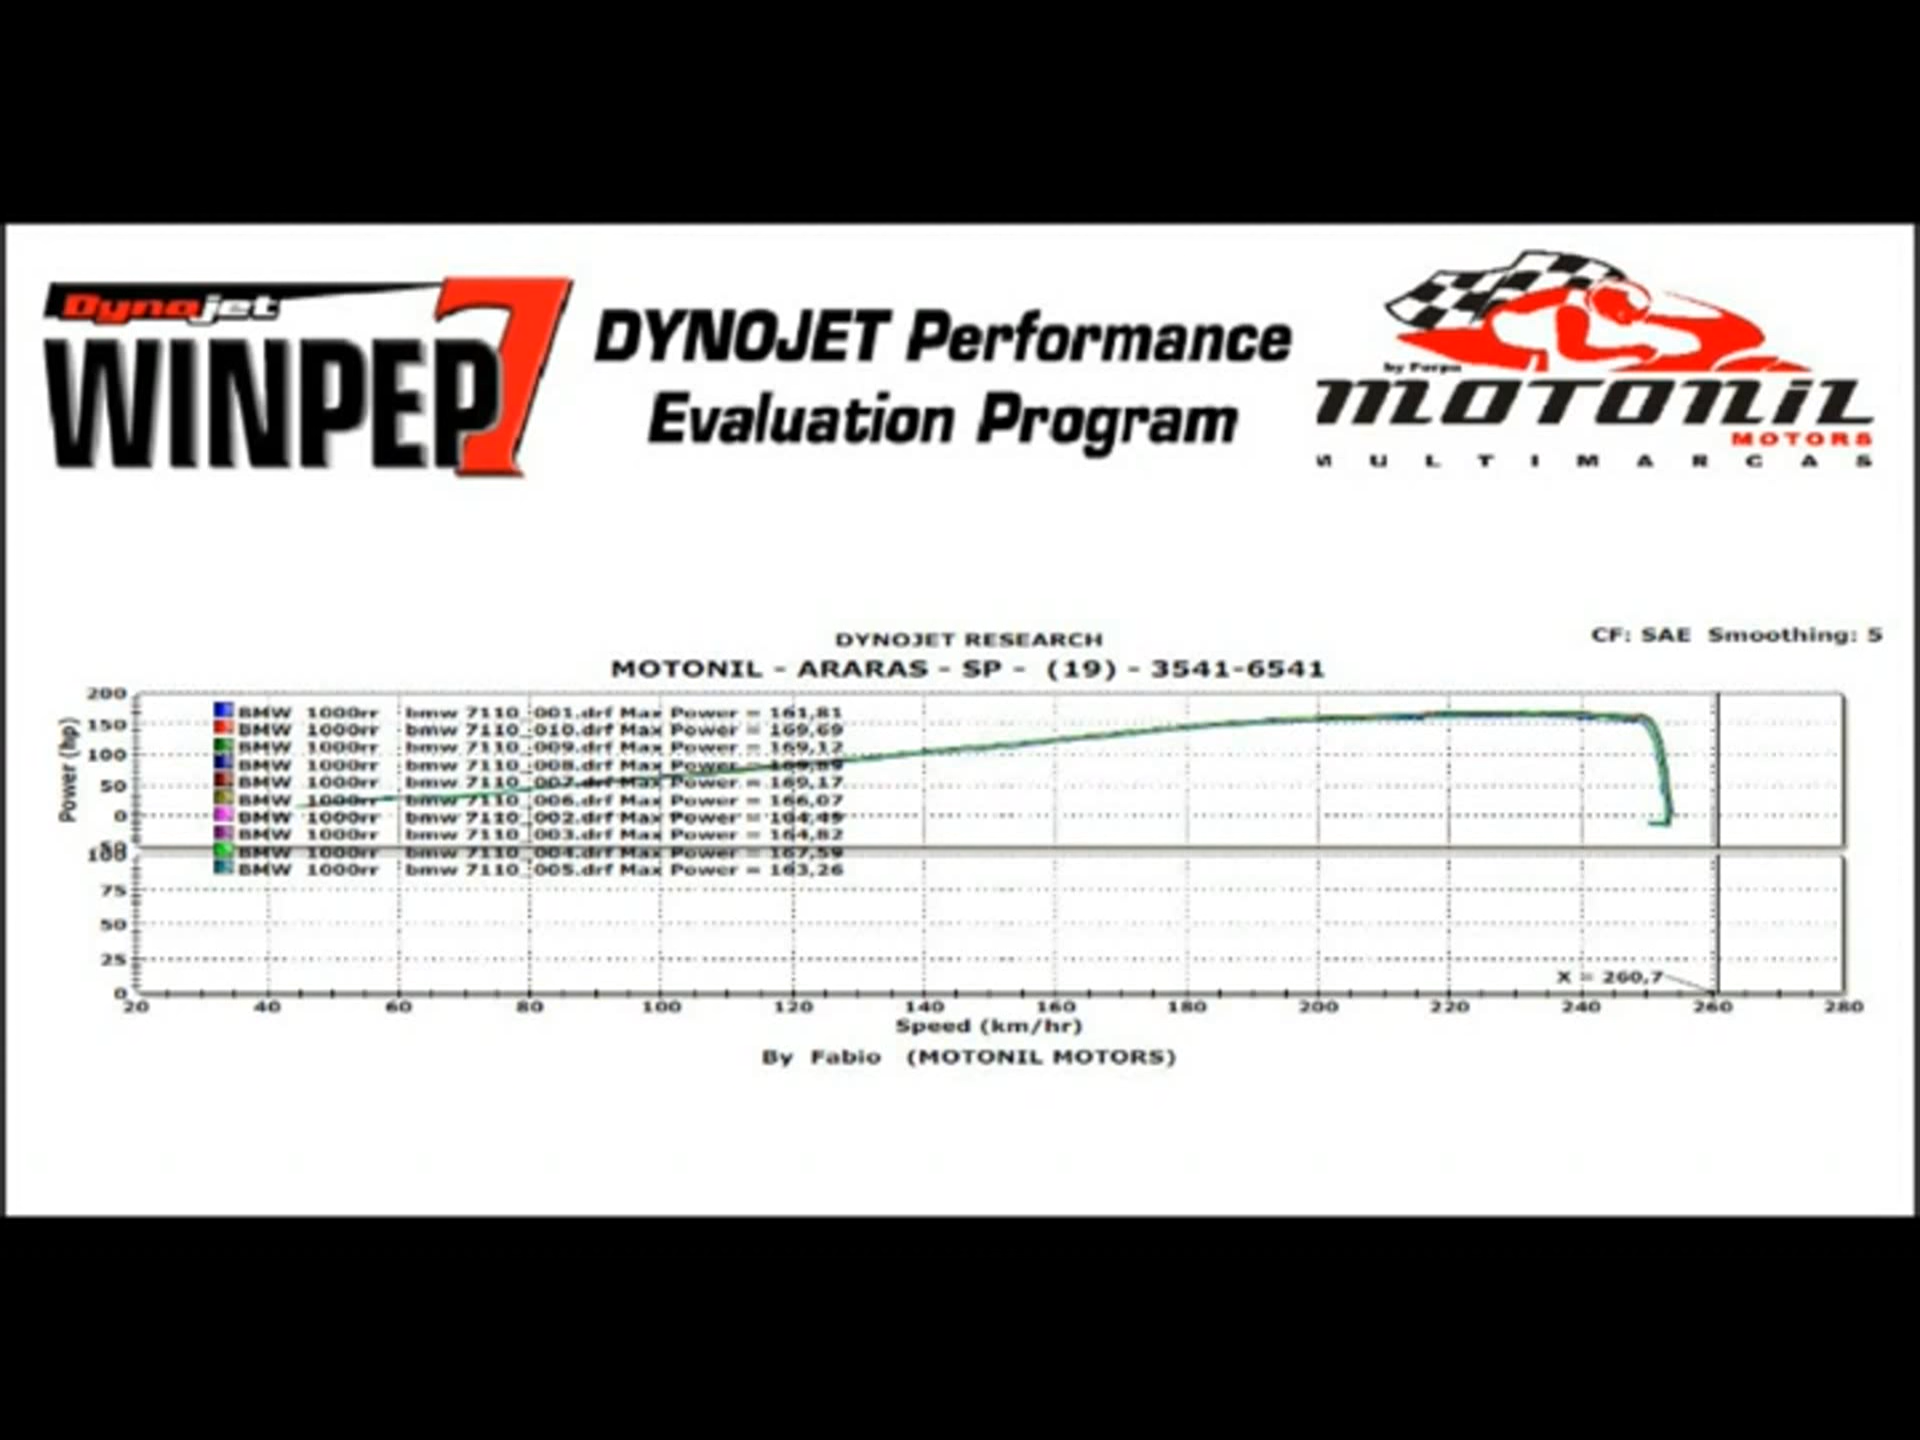 Dynojet
WINPEP 7
DYNOJET Performance
Evaluation Program
MOTONIL
MOTORS
MULTIMARCAS
DYNOJET RESEARCH
CF: SAE Smoothing: 5
MOTONIL - ARARAS - SP - (19) - 3541-6541
Power (hp)
200
150
100
50
0
BMW 1000rr bmw 7110_001.drf Max Power = 161,81
BMW 1000rr bmw 7110_010.drf Max Power = 169,69
BMW 1000rr bmw 7110_009.drf Max Power = 169,12
BMW 1000rr bmw 7110_008.drf Max Power =
BMW 1000rr bmw 7110_007.drf Max Power = 169,17
BMW 1000rr bmw 7110_006.drf Max Power = 166,07
BMW 1000rr bmw 7110_002.drf Max Power =
BMW 1000rr bmw 7110_003.drf Max Power = 164,82
BMW 1000rr bmw 7110_004.drf Max Power = 167,59
BMW 1000rr bmw 7110_005.drf Max Power = 163,26
100
75
50
25
0
X = 260,7
20 40 60 80 100 120 140 160 180 200 220 240 260 280
Speed (km/hr)
By Fabio (MOTONIL MOTORS)